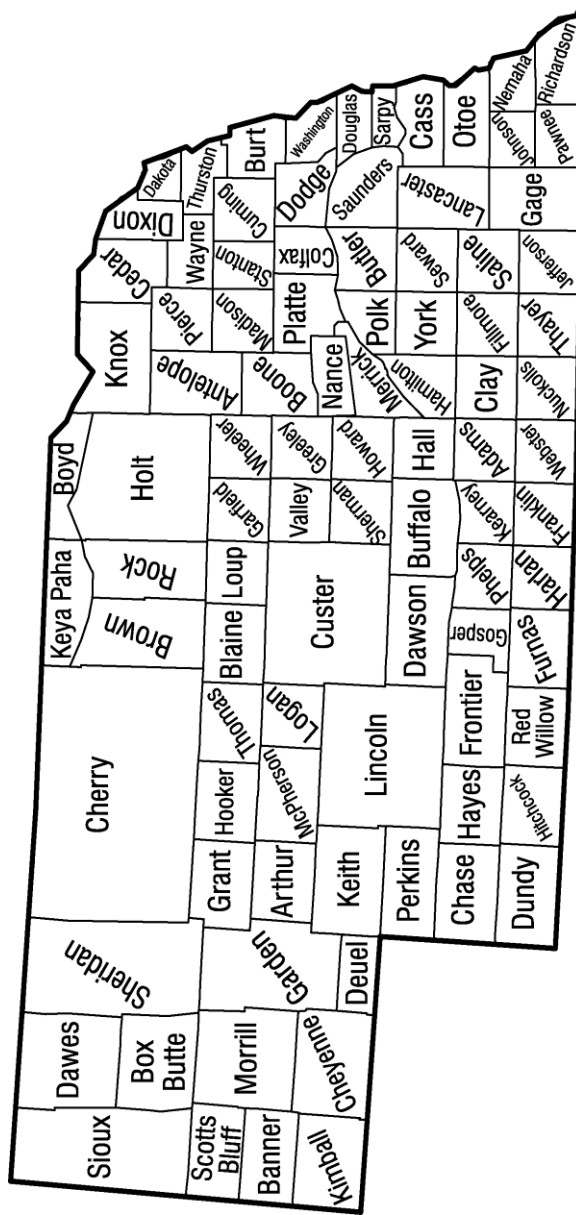 Sioux
Dawes
Box
Butte
Sheridan
Scotts
Bluff
Banner
Kimball
Morrill
Cheyenne
Garden
Deuel
Cherry
Grant
Hooker
Thomas
Arthur
McPherson
Logan
Keith
Lincoln
Perkins
Chase
Hayes
Frontier
Dundy
Hitchcock
Red
Willow
Keya Paha
Brown
Rock
Blaine
Loup
Custer
Dawson
Gosper
Phelps
Furnas
Harlan
Boyd
Holt
Garfield
Wheeler
Valley
Greeley
Sherman
Howard
Buffalo
Hall
Kearney
Adams
Franklin
Webster
Knox
Antelope
Boone
Nance
Merrick
Hamilton
Clay
Nuckolls
Cedar
Pierce
Madison
Platte
Polk
York
Fillmore
Thayer
Dixon
Wayne
Stanton
Colfax
Butler
Seward
Saline
Jefferson
Dakota
Thurston
Cuming
Burt
Dodge
Washington
Saunders
Douglas
Sarpy
Cass
Lancaster
Otoe
Gage
Johnson
Nemaha
Pawnee
Richardson